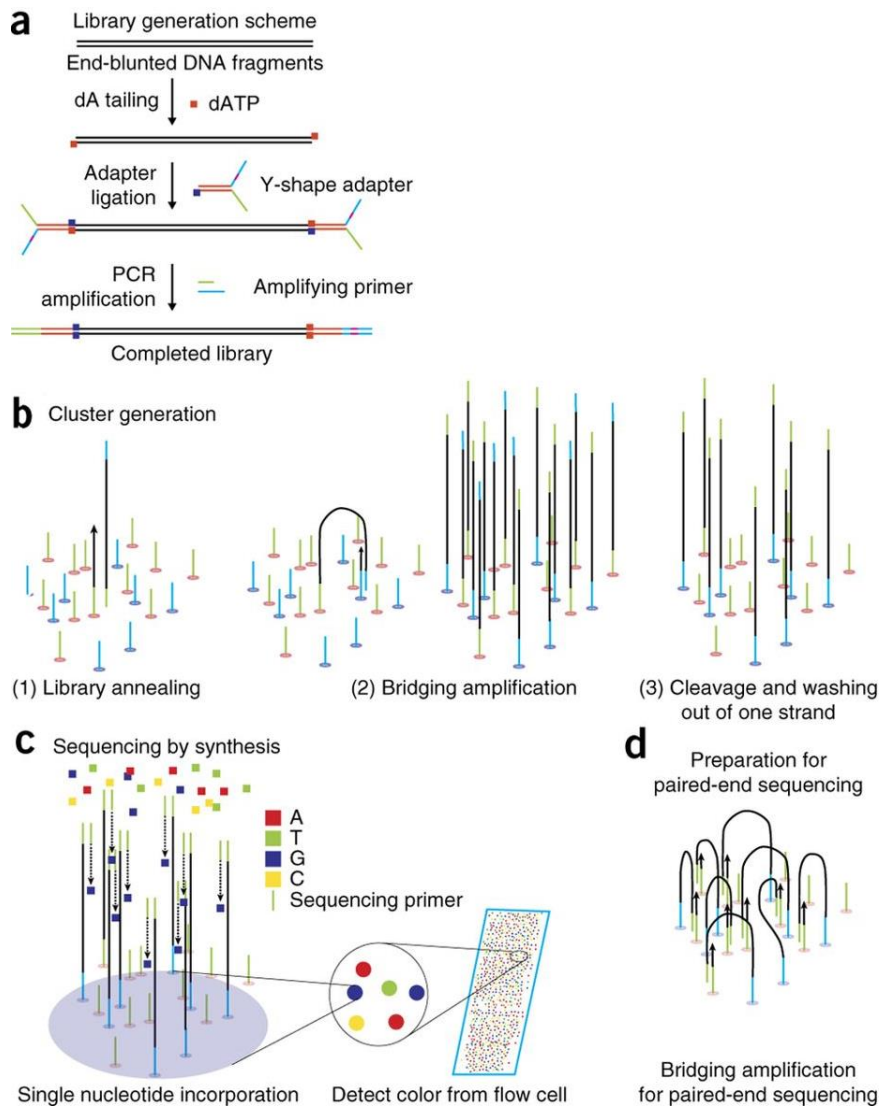 a
Library generation scheme
End-blunted DNA fragments
dA tailing
dATP
Adapter
ligation
Y-shape adapter
PCR
amplification
Amplifying primer
Completed library
b
Cluster generation
(1) Library annealing
(2) Bridging amplification
(3) Cleavage and washing
out of one strand
c
Sequencing by synthesis
A
T
G
C
Sequencing primer
Single nucleotide incorporation
Detect color from flow cell
d
Preparation for
paired-end sequencing
Bridging amplification
for paired-end sequencing